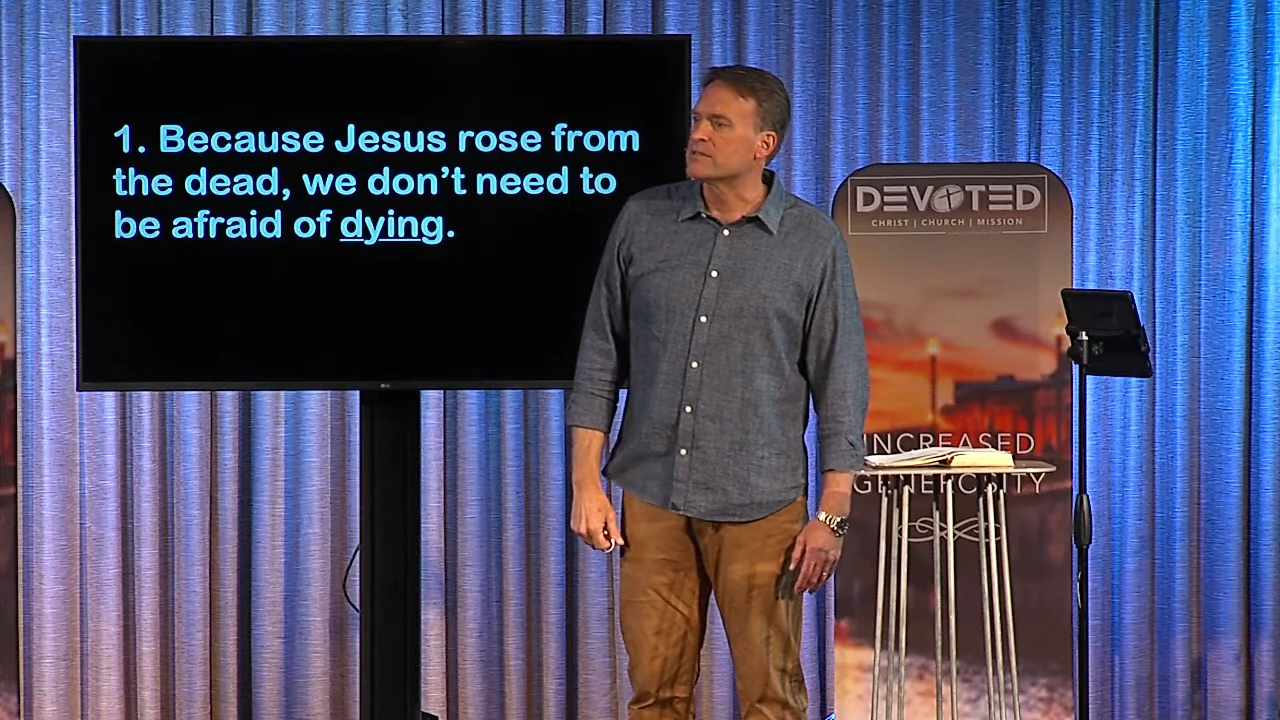 1. Because Jesus rose from
the dead, we don’t need to
be afraid of dying.
DEVOTED
CHRIST | CHURCH | MISSION
INCREASED
GENEROSITY